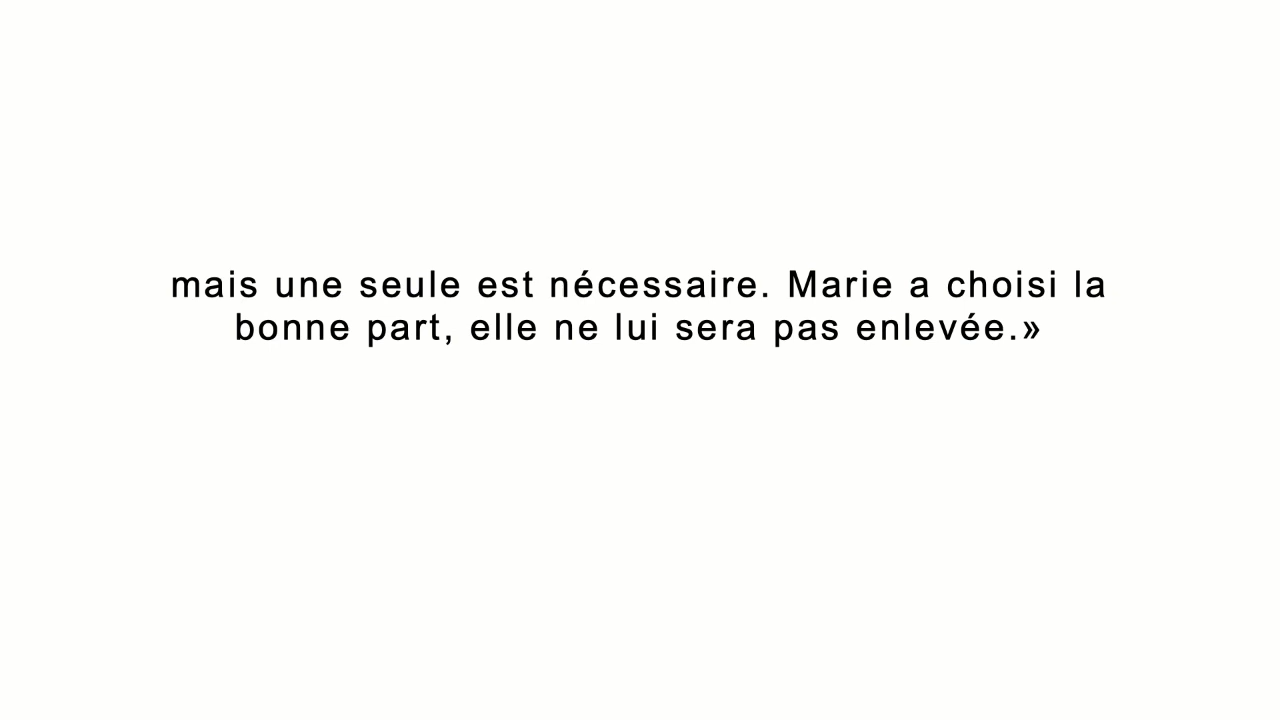 mais une seule est nécessaire. Marie a choisi la
bonne part, elle ne lui sera pas enlevée.»